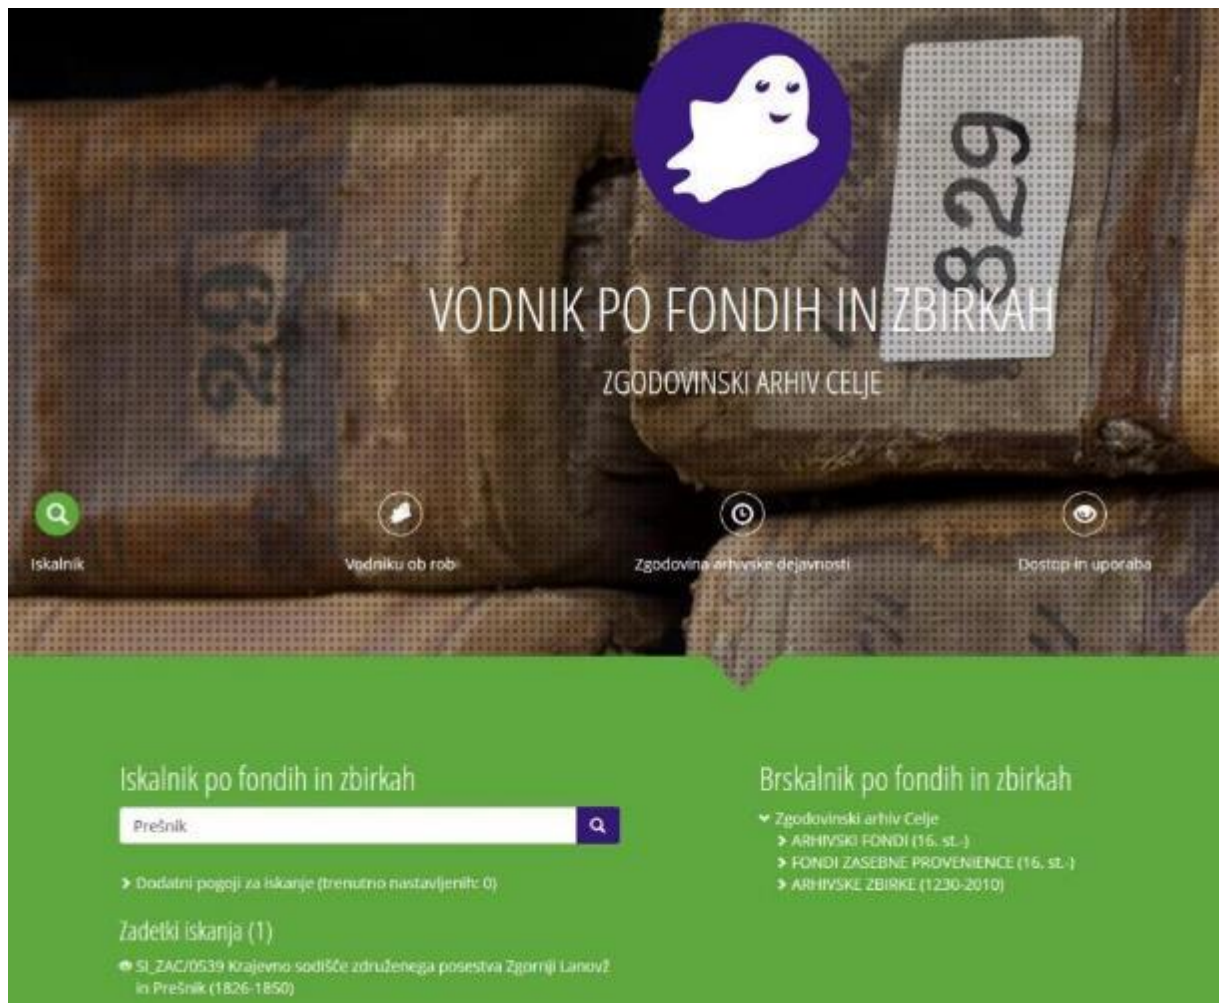 829
29
VODNIK PO FONDIH IN ZBIRKAH
ZGODOVINSKI ARHIV CELJE
Iskalnik
Vodniku ob rob
Zgodovina arhivske dejavnosti
Dostop in uporaba
Iskalnik po fondih in zbirkah
Prešnik
Dodatni pogoji za iskanje (trenutno nastavljenih: 0)
Zadetki iskanja (1)
SI_ZAC/0539 Krajevno sodišče združenega posestva Zgornji Lanovž
in Prešnik (1826-1850)
Brskalnik po fondih in zbirkah
Zgodovinski arhiv Celje
ARHIVSKI FONDI (16. st.-)
FONDI ZASEBNE PROVENIENCE (16. st.-)
ARHIVSKE ZBIRKE (1230-2010)